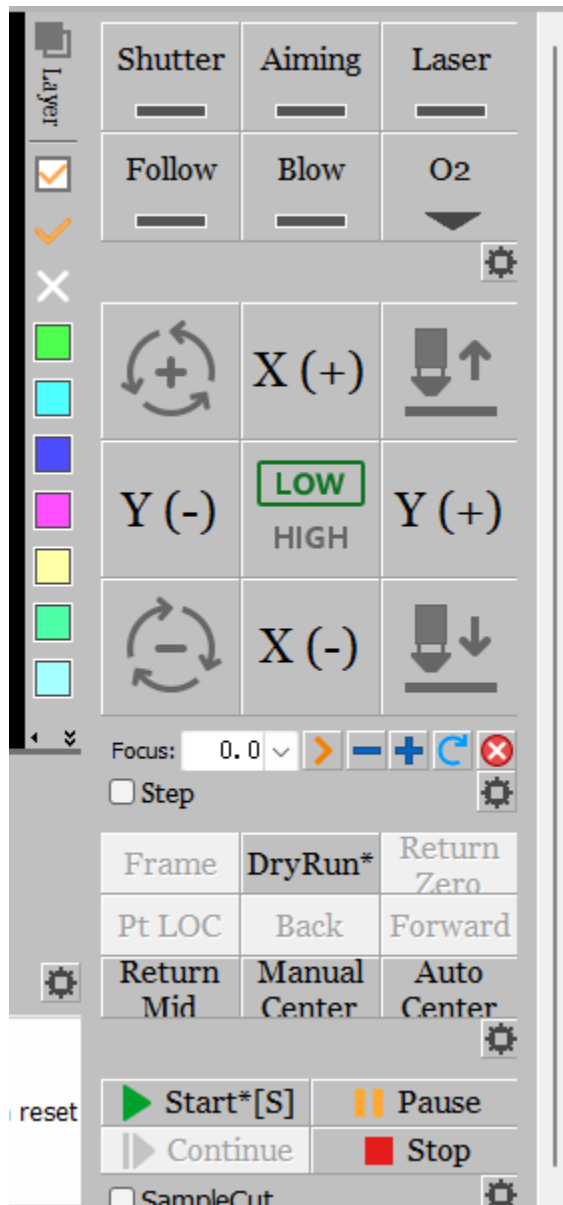 Layer
Shutter Aiming Laser
Follow Blow O2
X (+)
Y (-) LOW Y (+)
HIGH
X (-)
Focus: 0.0
Step
Frame DryRun* Return
Zero
Pt LOC Back Forward
Return Manual Auto
Mid Center Center
reset
Start*[S] Pause
Continue Stop
SampleCut